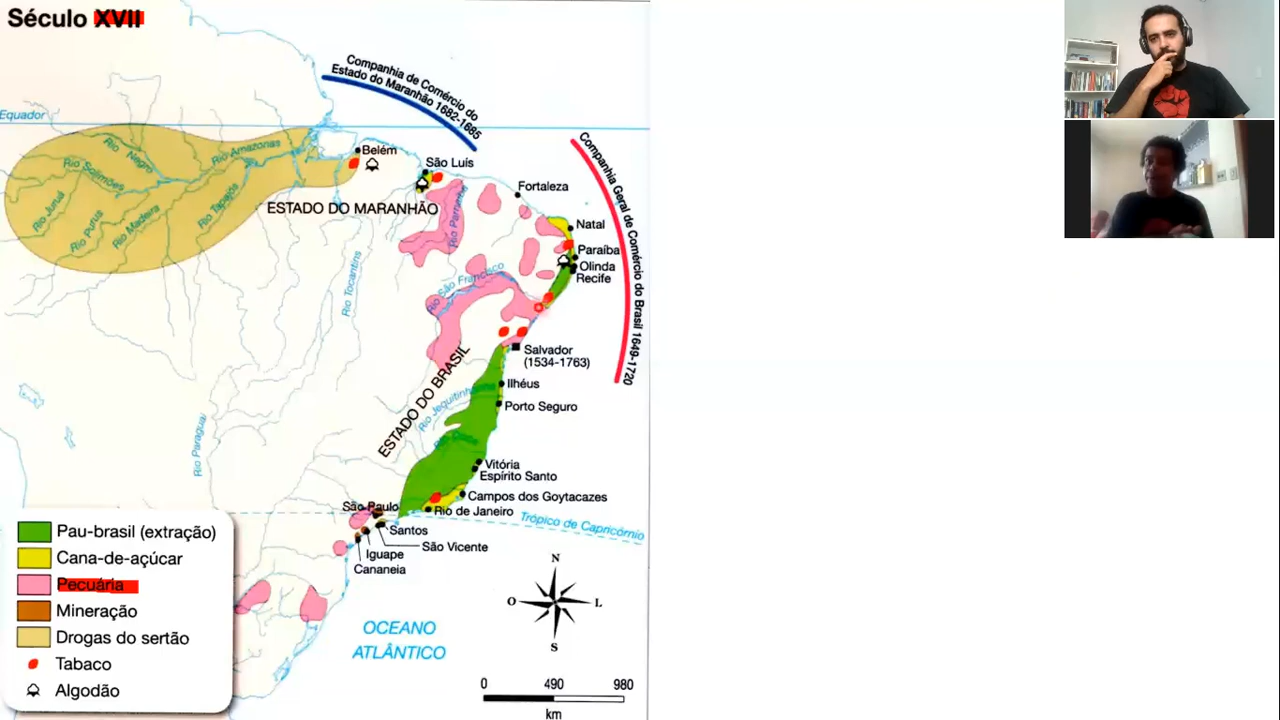 Século XVII
Companhia de Comércio do
Estado do Maranhão 1682-1685
Equador
Companhia Geral de Comércio do Brasil 1649-1720
Rio Negro
Rio Amazonas
Rio Solimões
Rio Juruá
Rio Purus
Rio Madeira
Rio Tapajós
Belém
São Luís
Fortaleza
ESTADO DO MARANHÃO
Rio Parnaíba
Natal
Paraíba
Olinda
Recife
Rio São Francisco
Rio Tocantins
Salvador
(1534-1763)
ESTADO DO BRASIL
Ilhéus
Rio Jequitinhonha
Porto Seguro
Rio Paraguai
Vitória
Espírito Santo
Campos dos Goytacazes
São Paulo
Rio de Janeiro
Trópico de Capricórnio
Santos
São Vicente
Iguape
Cananeia
Pau-brasil (extração)
Cana-de-açúcar
Pecuária
Mineração
Drogas do sertão
Tabaco
Algodão
N
O
L
S
OCEANO
ATLÂNTICO
0 490 980
km